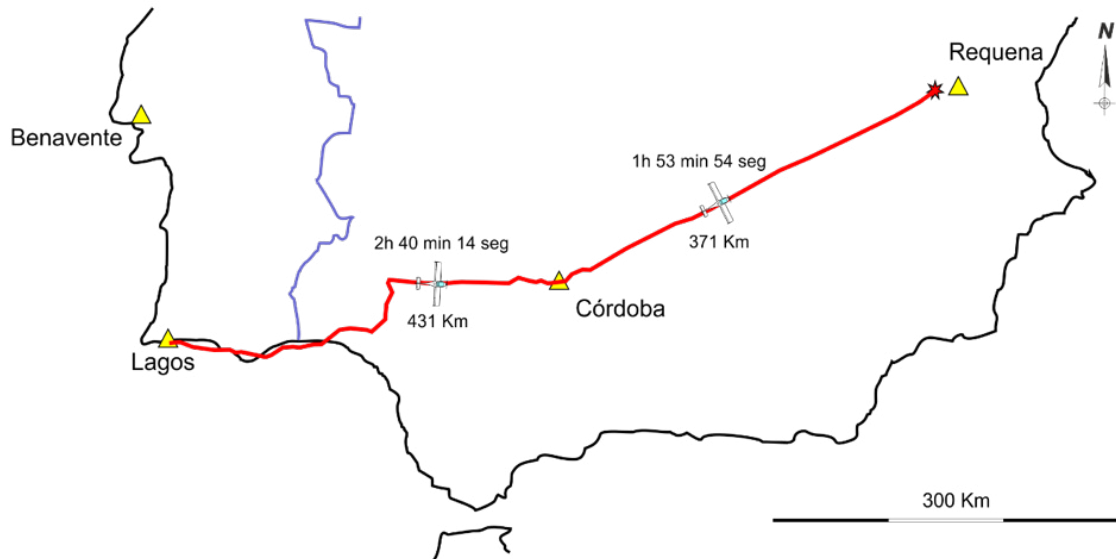 N
Requena
Benavente
1h 53 min 54 seg
371 Km
2h 40 min 14 seg
431 Km
Córdoba
Lagos
300 Km